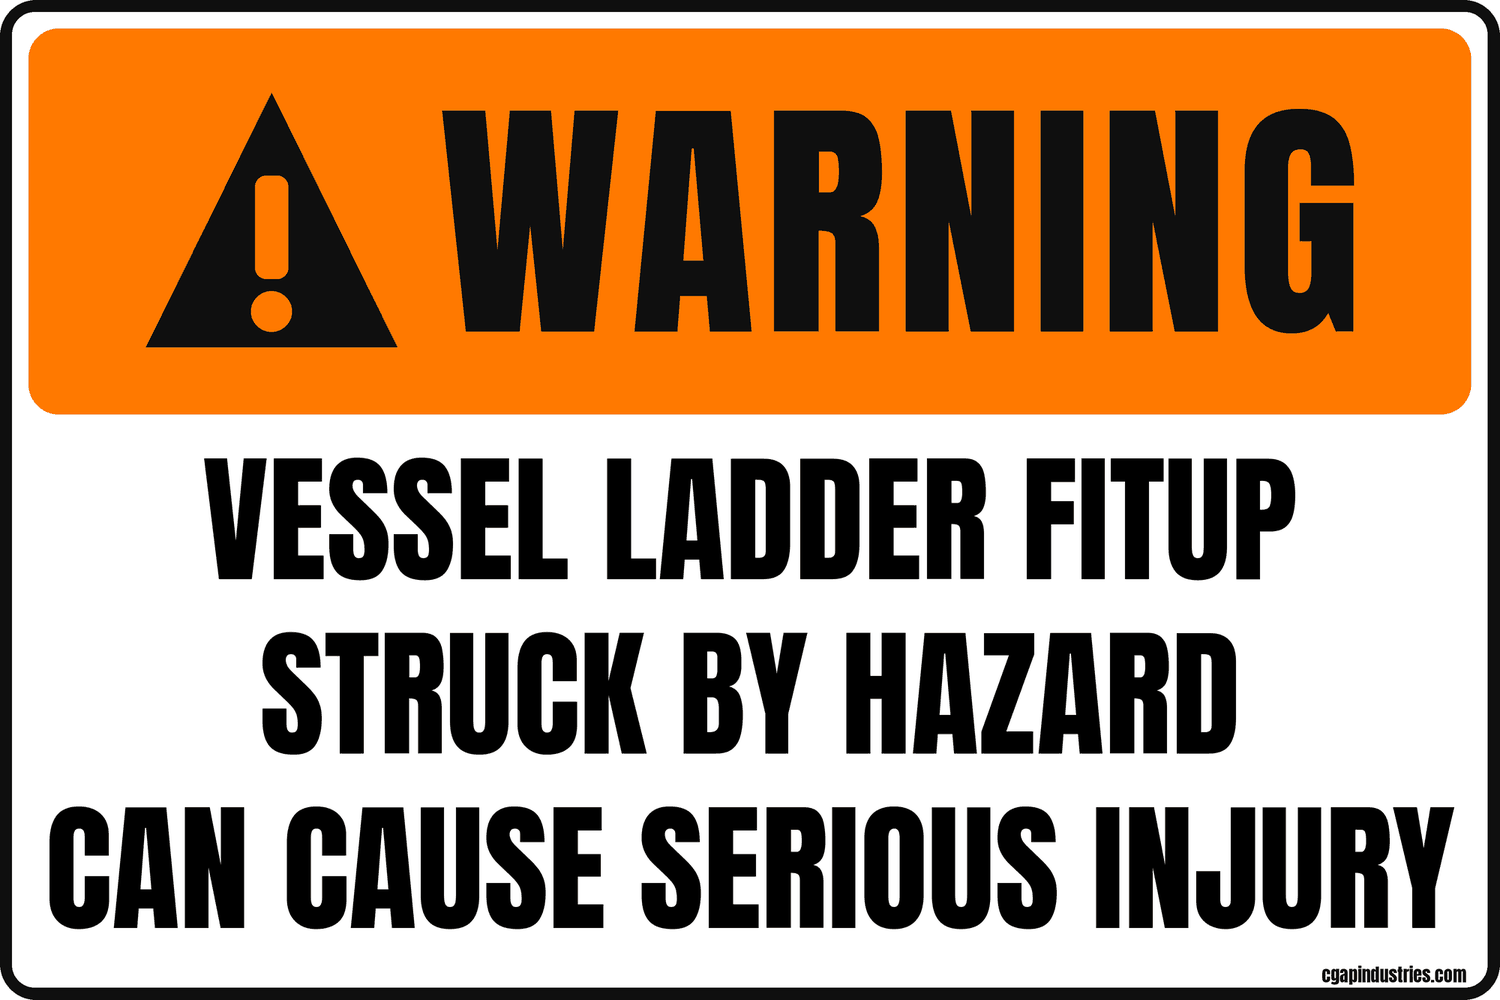 WARNING
VESSEL LADDER FITUP
STRUCK BY HAZARD
CAN CAUSE SERIOUS INJURY
cgapindustries.com